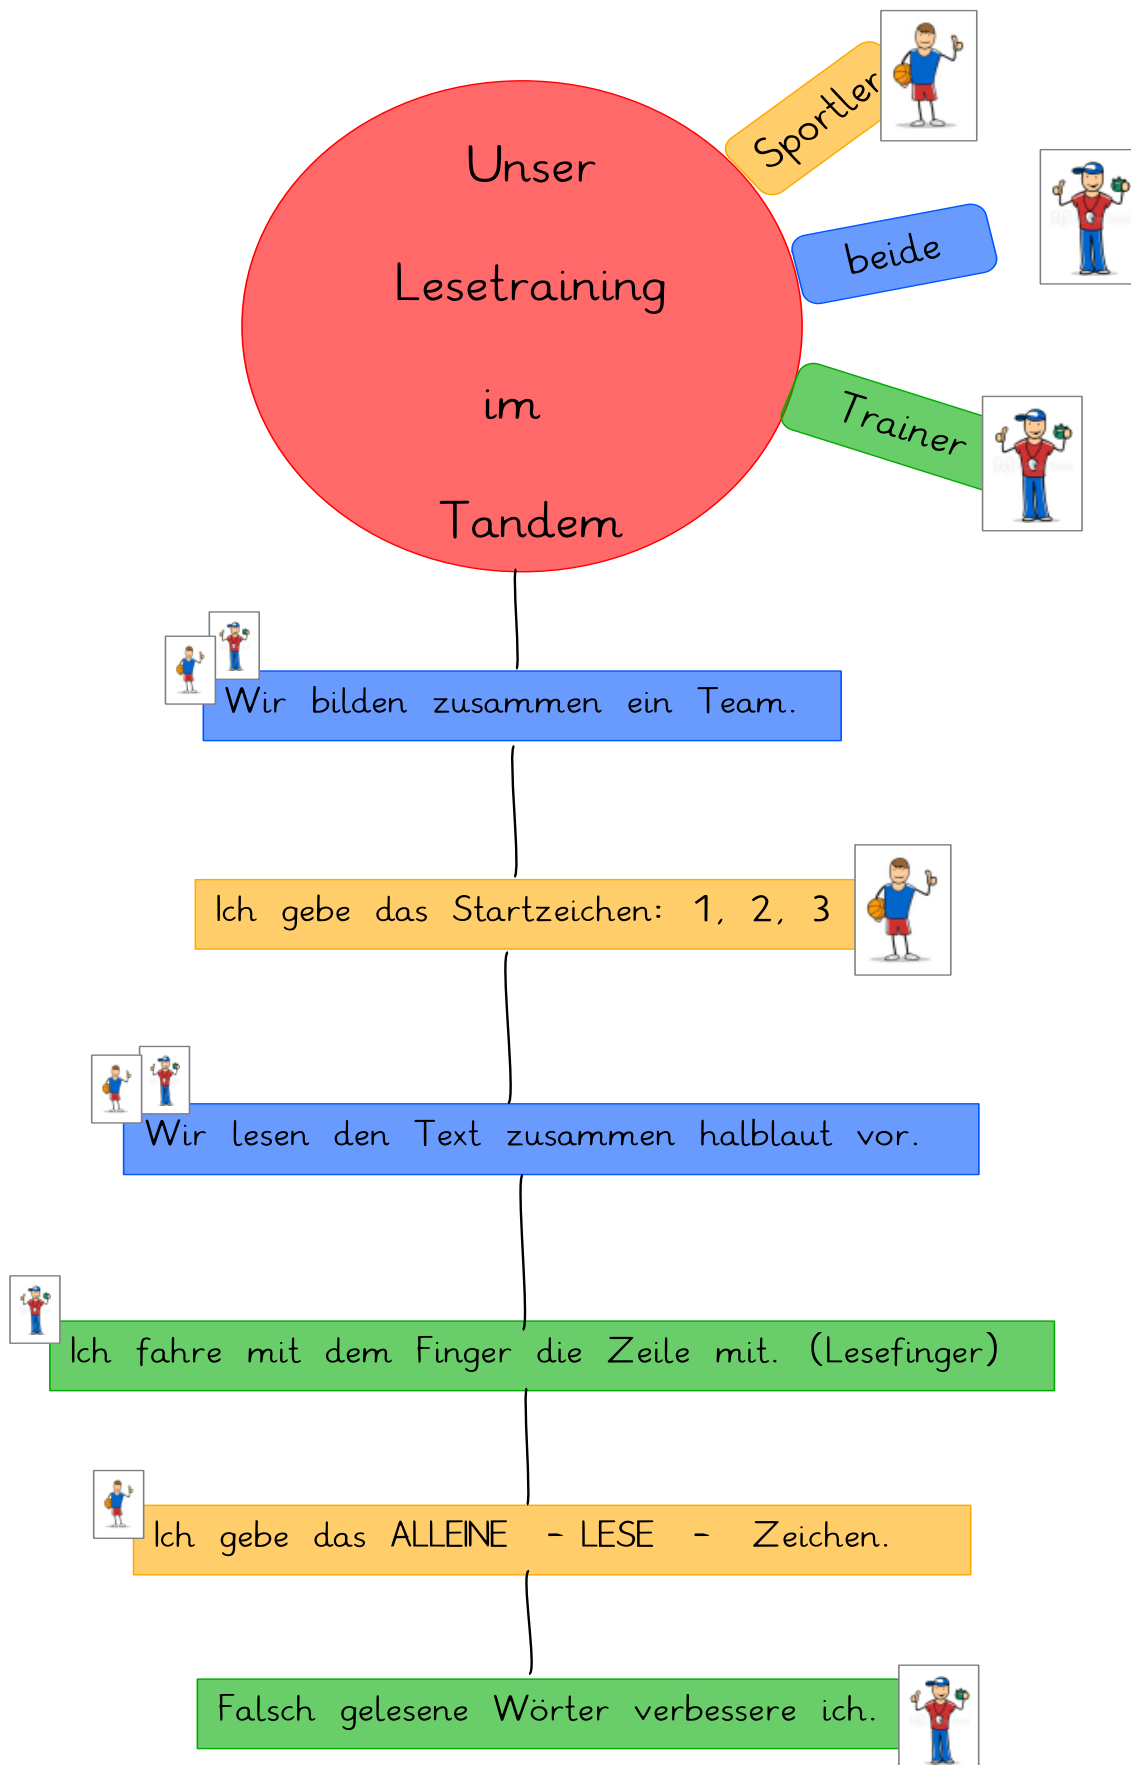 Unser
Lesetraining
im
Tandem
Sportler
beide
Trainer
Wir bilden zusammen ein Team.
Ich gebe das Startzeichen: 1, 2, 3
Wir lesen den Text zusammen halblaut vor.
Ich fahre mit dem Finger die Zeile mit. (Lesefinger)
Ich gebe das ALLEINE - LESE - Zeichen.
Falsch gelesene Wörter verbessere ich.